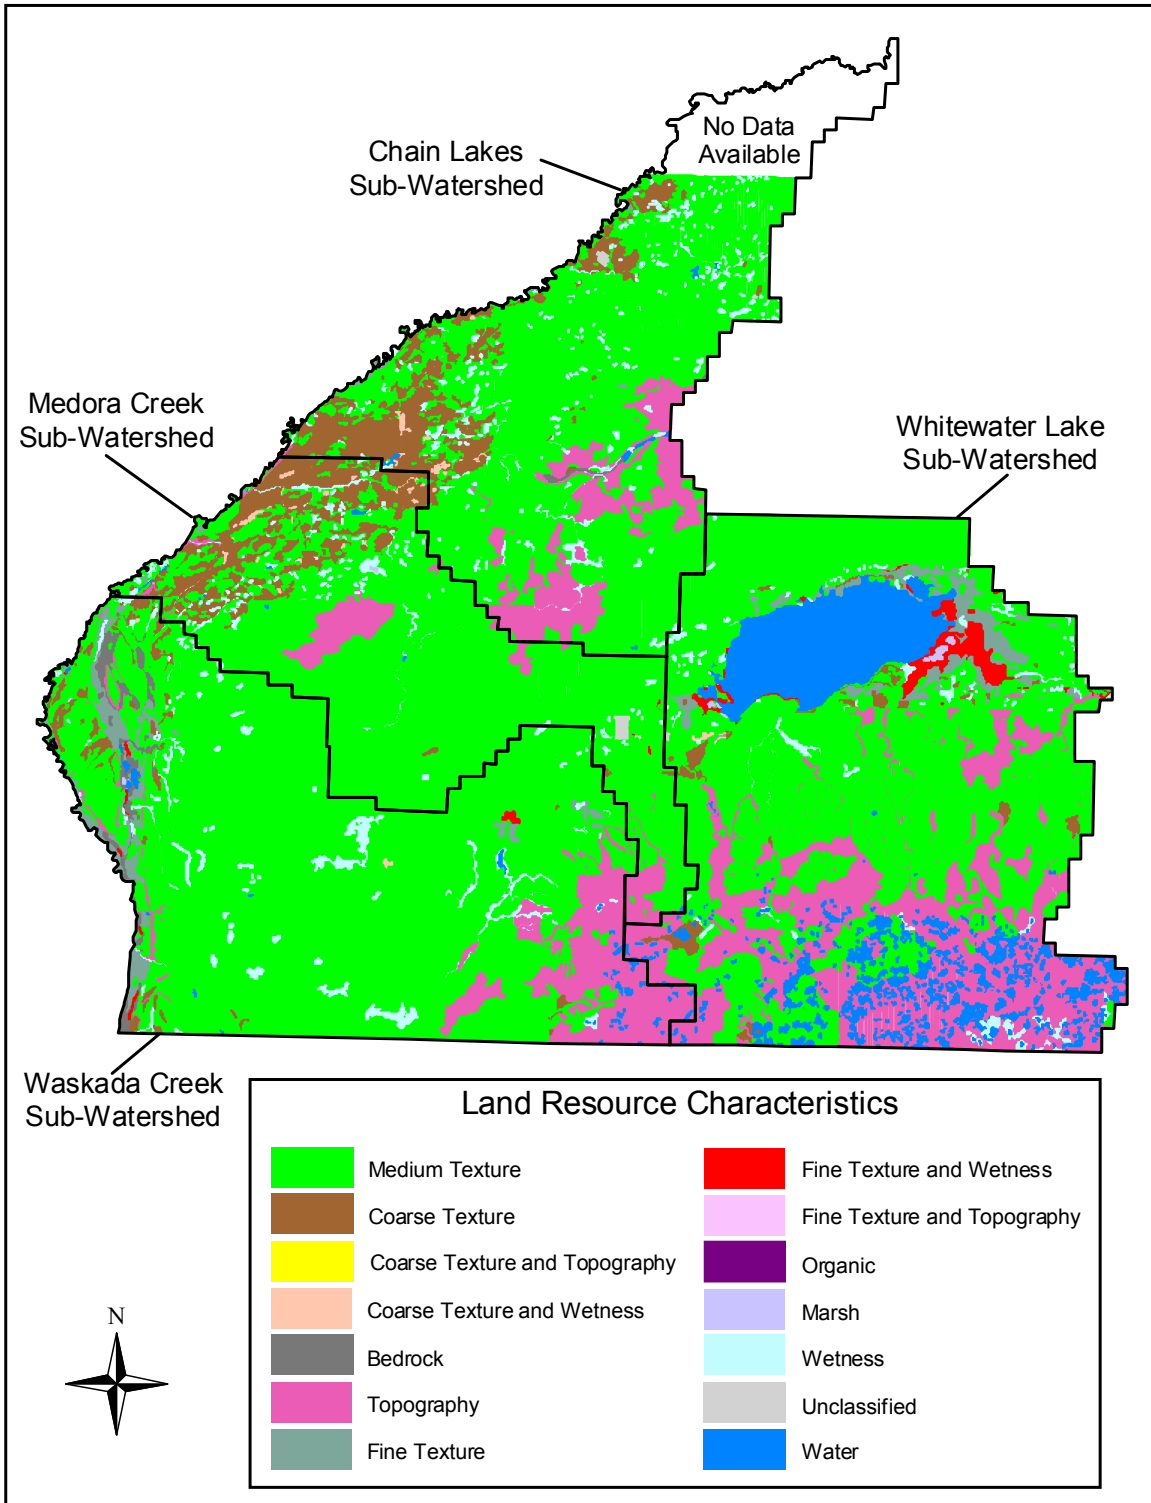 No Data
Available
Chain Lakes
Sub-Watershed
Medora Creek
Sub-Watershed
Whitewater Lake
Sub-Watershed
Waskada Creek
Sub-Watershed
Land Resource Characteristics
Medium Texture
Coarse Texture
Coarse Texture and Topography
Coarse Texture and Wetness
Bedrock
Topography
Fine Texture
Fine Texture and Wetness
Fine Texture and Topography
Organic
Marsh
Wetness
Unclassified
Water
N